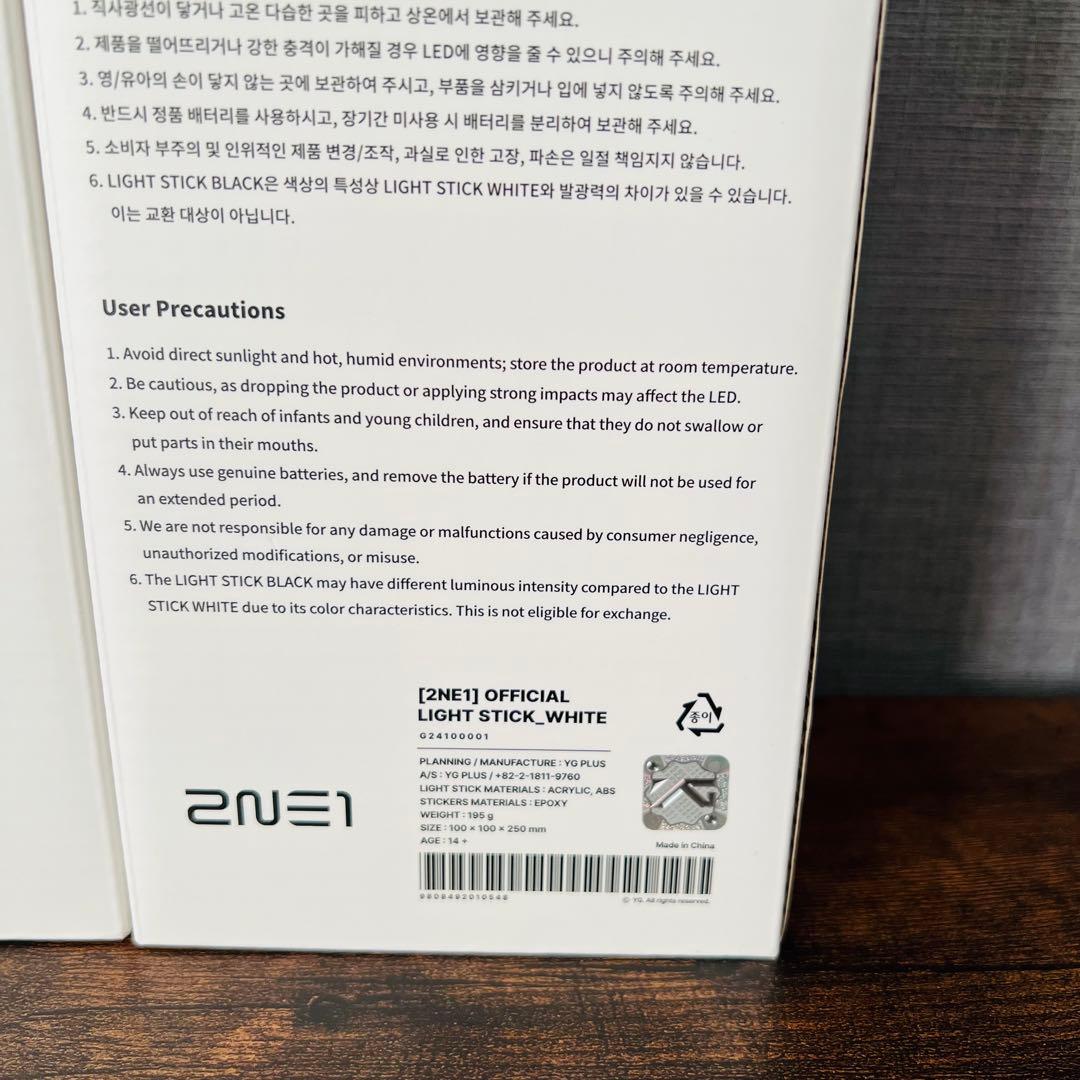 1. 직사광선이 닿거나 고온 다습한 곳을 피하고 상온에서 보관해 주세요.
2. 제품을 떨어뜨리거나 강한 충격이 가해질 경우 LED에 영향을 줄 수 있으니 주의해 주세요.
3. 영/유아의 손이 닿지 않는 곳에 보관하여 주시고, 부품을 삼키거나 입에 넣지 않도록 주의해 주세요.
4. 반드시 정품 배터리를 사용하시고, 장기간 미사용 시 배터리를 분리하여 보관해 주세요.
5. 소비자 부주의 및 인위적인 제품 변경/조작, 과실로 인한 고장, 파손은 일절 책임지지 않습니다.
6. LIGHT STICK BLACK은 색상의 특성상 LIGHT STICK WHITE와 발광력의 차이가 있을 수 있습니다.
이는 교환 대상이 아닙니다.
User Precautions
1. Avoid direct sunlight and hot, humid environments; store the product at room temperature.
2. Be cautious, as dropping the product or applying strong impacts may affect the LED.
3. Keep out of reach of infants and young children, and ensure that they do not swallow or
put parts in their mouths.
4. Always use genuine batteries, and remove the battery if the product will not be used for
an extended period.
5. We are not responsible for any damage or malfunctions caused by consumer negligence,
unauthorized modifications, or misuse.
6. The LIGHT STICK BLACK may have different luminous intensity compared to the LIGHT
STICK WHITE due to its color characteristics. This is not eligible for exchange.
[2NE1] OFFICIAL
LIGHT STICK_WHITE
G24100001
종이
PLANNING / MANUFACTURE : YG PLUS
A/S : YG PLUS / +82-2-1811-9760
LIGHT STICK MATERIALS : ACRYLIC, ABS
STICKERS MATERIALS : EPOXY
WEIGHT : 195 g
SIZE : 100 × 100 × 250 mm
AGE : 14 +
2NE1
YG
Made in China
9808492010548
© YG. All rights reserved.